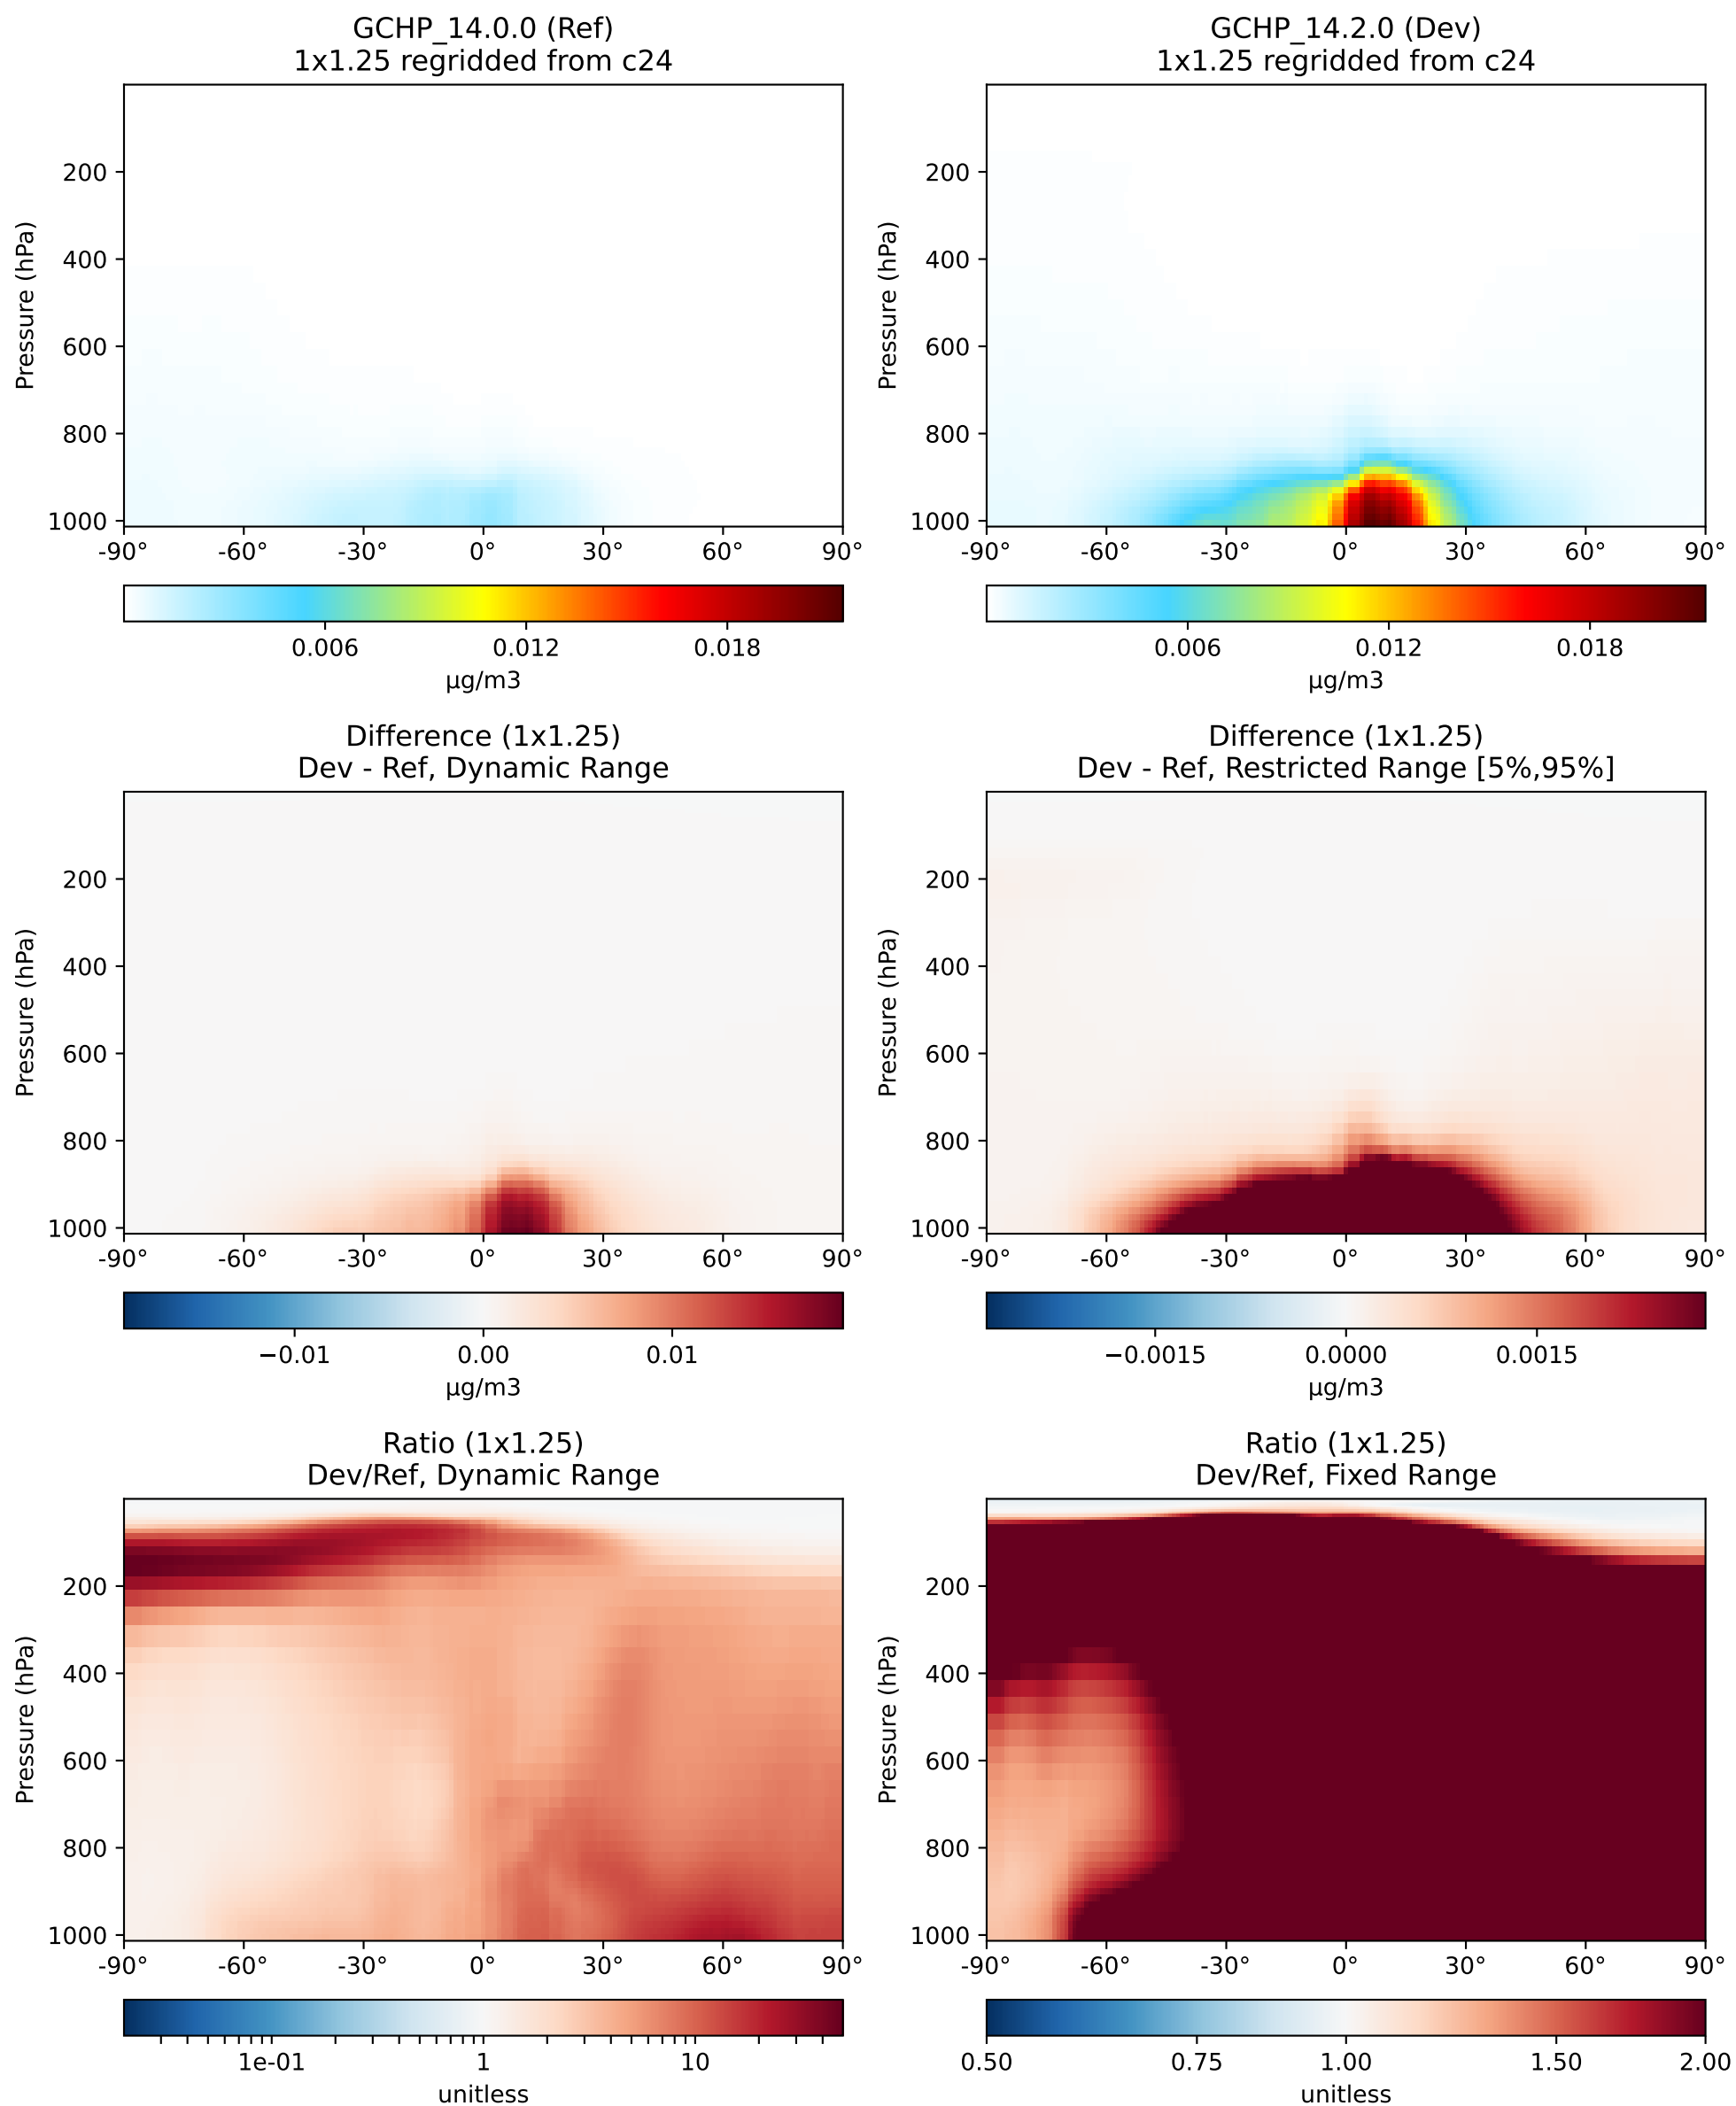 GCHP_14.0.0 (Ref)
1x1.25 regridded from c24
Pressure (hPa)
200
400
600
800
1000
-90° -60° -30° 0° 30° 60° 90°
0.006 0.012 0.018
μg/m3
GCHP_14.2.0 (Dev)
1x1.25 regridded from c24
Pressure (hPa)
200
400
600
800
1000
-90° -60° -30° 0° 30° 60° 90°
0.006 0.012 0.018
μg/m3
Difference (1x1.25)
Dev - Ref, Dynamic Range
Pressure (hPa)
200
400
600
800
1000
-90° -60° -30° 0° 30° 60° 90°
−0.01 0.00 0.01
μg/m3
Difference (1x1.25)
Dev - Ref, Restricted Range [5%,95%]
Pressure (hPa)
200
400
600
800
1000
-90° -60° -30° 0° 30° 60° 90°
−0.0015 0.0000 0.0015
μg/m3
Ratio (1x1.25)
Dev/Ref, Dynamic Range
Pressure (hPa)
200
400
600
800
1000
-90° -60° -30° 0° 30° 60° 90°
1e-01 1 10
unitless
Ratio (1x1.25)
Dev/Ref, Fixed Range
Pressure (hPa)
200
400
600
800
1000
-90° -60° -30° 0° 30° 60° 90°
0.50 0.75 1.00 1.50 2.00
unitless